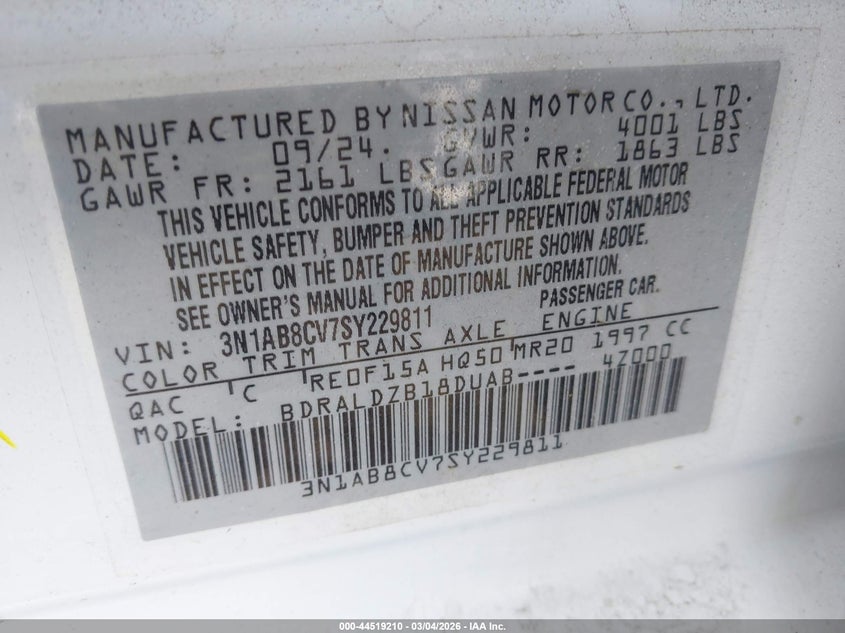 MANUFACTURED BY NISSAN MOTOR CO., LTD.
DATE: 09/24. GVWR: 4001 LBS
GAWR FR: 2161 LBS GAWR RR: 1863 LBS
THIS VEHICLE CONFORMS TO ALL APPLICABLE FEDERAL MOTOR
VEHICLE SAFETY, BUMPER AND THEFT PREVENTION STANDARDS
IN EFFECT ON THE DATE OF MANUFACTURE SHOWN ABOVE.
SEE OWNER'S MANUAL FOR ADDITIONAL INFORMATION.
VIN: 3N1AB8CV7SY229811 PASSENGER CAR.
COLOR TRIM TRANS AXLE ENGINE
QAC C RE0F15A HQ50 MR20 1997 CC
MODEL: BDRALDZB18DUAB---- 4Z000
3N1AB8CV7SY229811
000-44519210 - 03/04/2026 - IAA Inc.